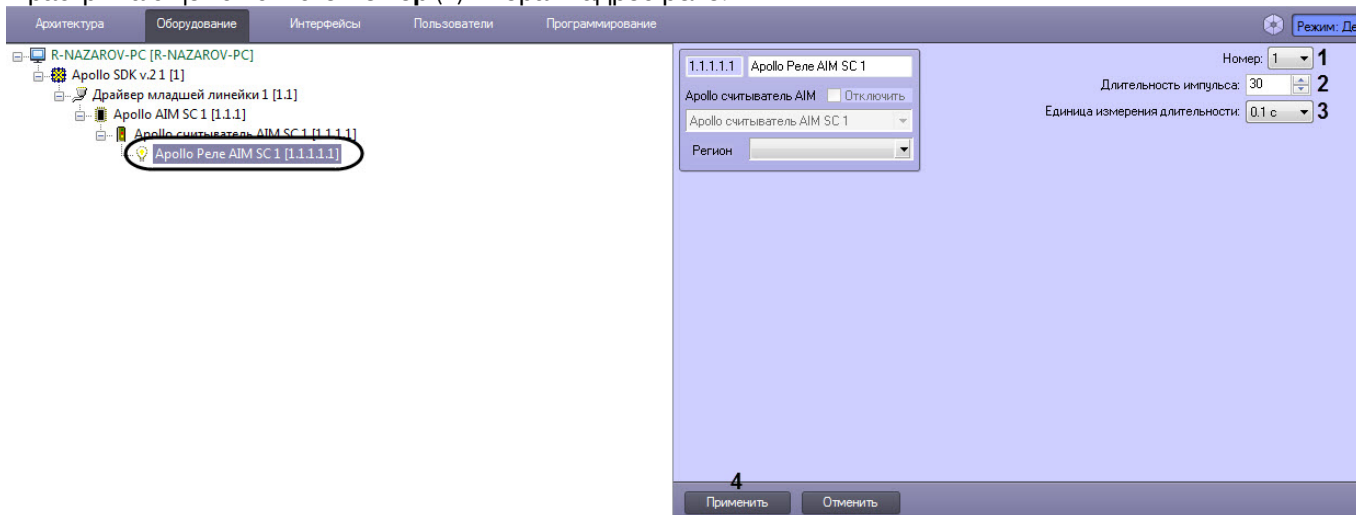 Архитектура Оборудование Интерфейсы Пользователи Программирование Режим: Де
R-NAZAROV-PC [R-NAZAROV-PC]
Apollo SDK v.2 1 [1]
Драйвер младшей линейки 1 [1.1]
Apollo AIM SC 1 [1.1.1]
Apollo считыватель AIM SC 1 [1.1.1.1]
Apollo Реле AIM SC 1 [1.1.1.1.1]
1.1.1.1.1 Apollo Реле AIM SC 1
Apollo считыватель AIM Отключить
Apollo считыватель AIM SC 1
Регион
Номер: 1 1
Длительность импульса: 30 2
Единица измерения длительности: 0.1 с 3
4
Применить Отменить